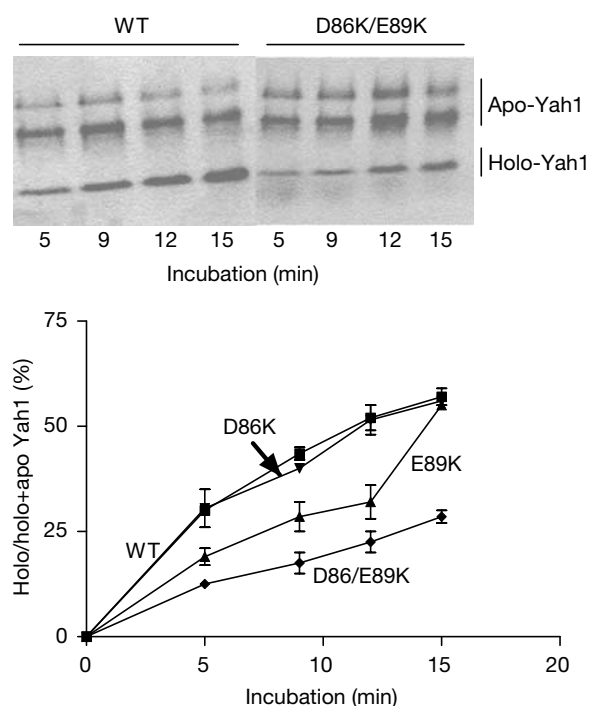 WT
D86K/E89K
Apo-Yah1
Holo-Yah1
5 9 12 15 5 9 12 15
Incubation (min)
75
50
25
0
Holo/holo+apo Yah1 (%)
D86K
E89K
WT
D86/E89K
0 5 10 15 20
Incubation (min)